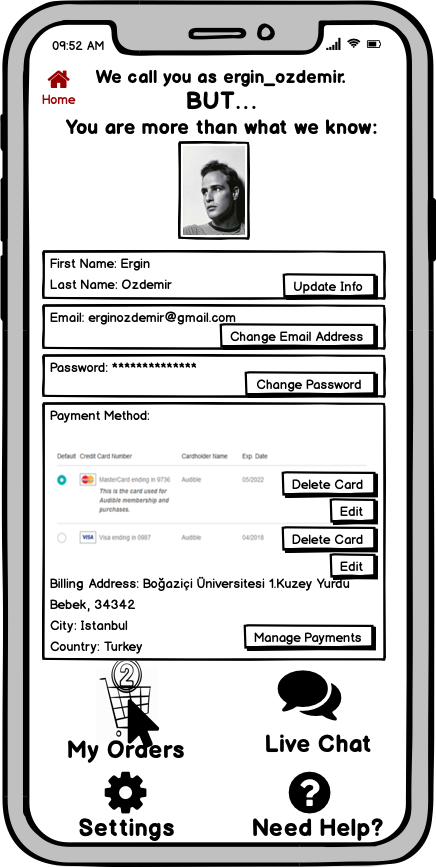 09:52 AM
We call you as ergin_ozdemir.
Home
BUT...
You are more than what we know:
First Name: Ergin
Last Name: Ozdemir
Update Info
Email: erginozdemir@gmail.com
Change Email Address
Password: **************
Change Password
Payment Method:
Default Credit Card Number Cardholder Name Exp. Date
MasterCard ending in 9736 Audible 05/2022
Delete Card
This is the card used for
Audible membership and
purchases.
Edit
VISA Visa ending in 0987 Audible 04/2018
Delete Card
Edit
Billing Address: Boğaziçi Üniversitesi 1.Kuzey Yurdu
Bebek, 34342
City: Istanbul
Country: Turkey
Manage Payments
2
My Orders
Live Chat
Settings
Need Help?